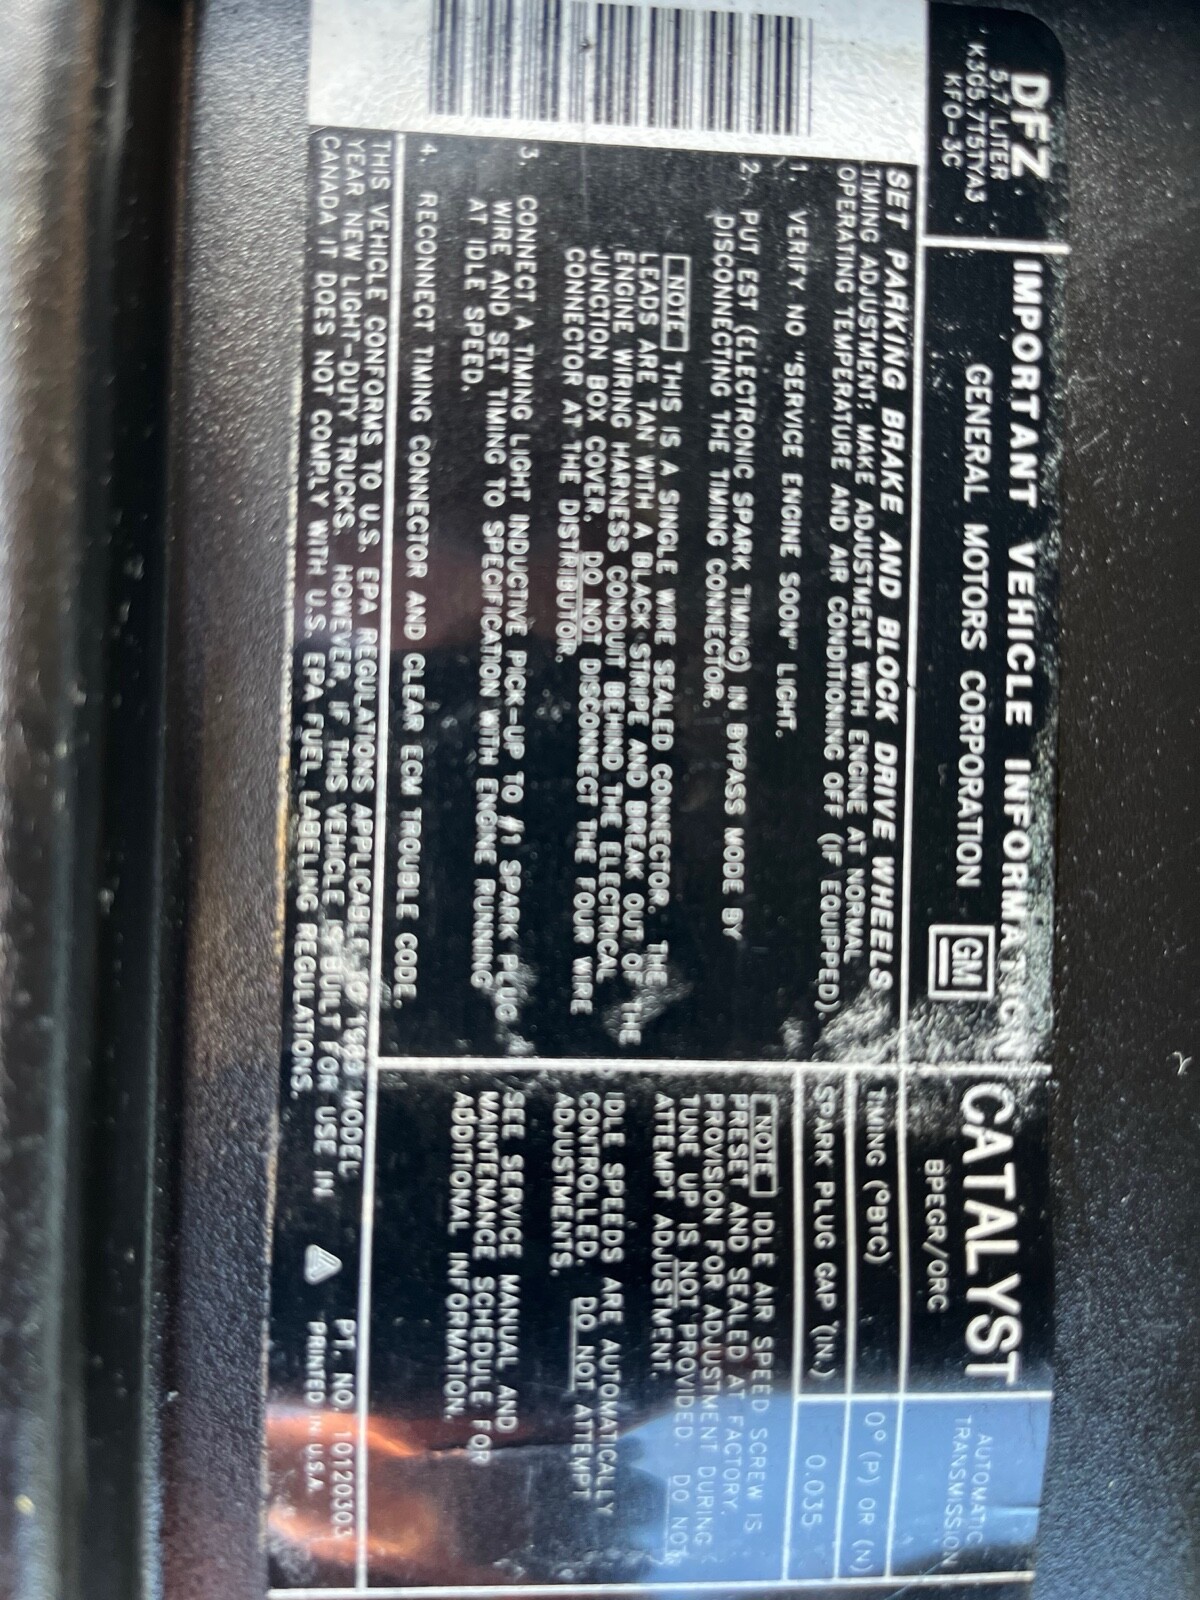 DFZ
5.7 LITER
K3G5.7T5TYA3
KFO-3C
IMPORTANT VEHICLE INFORMATION
GENERAL MOTORS CORPORATION
GM
CATALYST
BPEGR/ORC
AUTOMATIC
TRANSMISSION
SET PARKING BRAKE AND BLOCK DRIVE WHEELS
TIMING ADJUSTMENT: MAKE ADJUSTMENT WITH ENGINE AT NORMAL
OPERATING TEMPERATURE AND AIR CONDITIONING OFF (IF EQUIPPED).
1. VERIFY NO "SERVICE ENGINE SOON" LIGHT.
2. PUT EST (ELECTRONIC SPARK TIMING) IN BYPASS MODE BY
DISCONNECTING THE TIMING CONNECTOR.
NOTE THIS IS A SINGLE WIRE SEALED CONNECTOR. THE
LEADS ARE TAN WITH A BLACK STRIPE AND BREAK OUT OF THE
ENGINE WIRING HARNESS CONDUIT BEHIND THE ELECTRICAL
JUNCTION BOX COVER. DO NOT DISCONNECT THE FOUR WIRE
CONNECTOR AT THE DISTRIBUTOR.
3. CONNECT A TIMING LIGHT INDUCTIVE PICK-UP TO #1 SPARK PLUG
WIRE AND SET TIMING TO SPECIFICATION WITH ENGINE RUNNING
AT IDLE SPEED.
4. RECONNECT TIMING CONNECTOR AND CLEAR ECM TROUBLE CODE.
TIMING (°BTC) 0° (P) OR (N)
SPARK PLUG GAP (IN.) 0.035
NOTE IDLE AIR SPEED SCREW IS
PRESET AND SEALED AT FACTORY.
PROVISION FOR ADJUSTMENT DURING
TUNE UP IS NOT PROVIDED. DO NOT
ATTEMPT ADJUSTMENT.
IDLE SPEEDS ARE AUTOMATICALLY
CONTROLLED. DO NOT ATTEMPT
ADJUSTMENTS.
SEE SERVICE MANUAL AND
MAINTENANCE SCHEDULE FOR
ADDITIONAL INFORMATION.
THIS VEHICLE CONFORMS TO U.S. EPA REGULATIONS APPLICABLE TO 1989 MODEL
YEAR NEW LIGHT-DUTY TRUCKS. HOWEVER, IF THIS VEHICLE IS BUILT FOR USE IN
CANADA IT DOES NOT COMPLY WITH U.S. EPA FUEL LABELING REGULATIONS.
PT. NO. 10120303
PRINTED IN U.S.A.